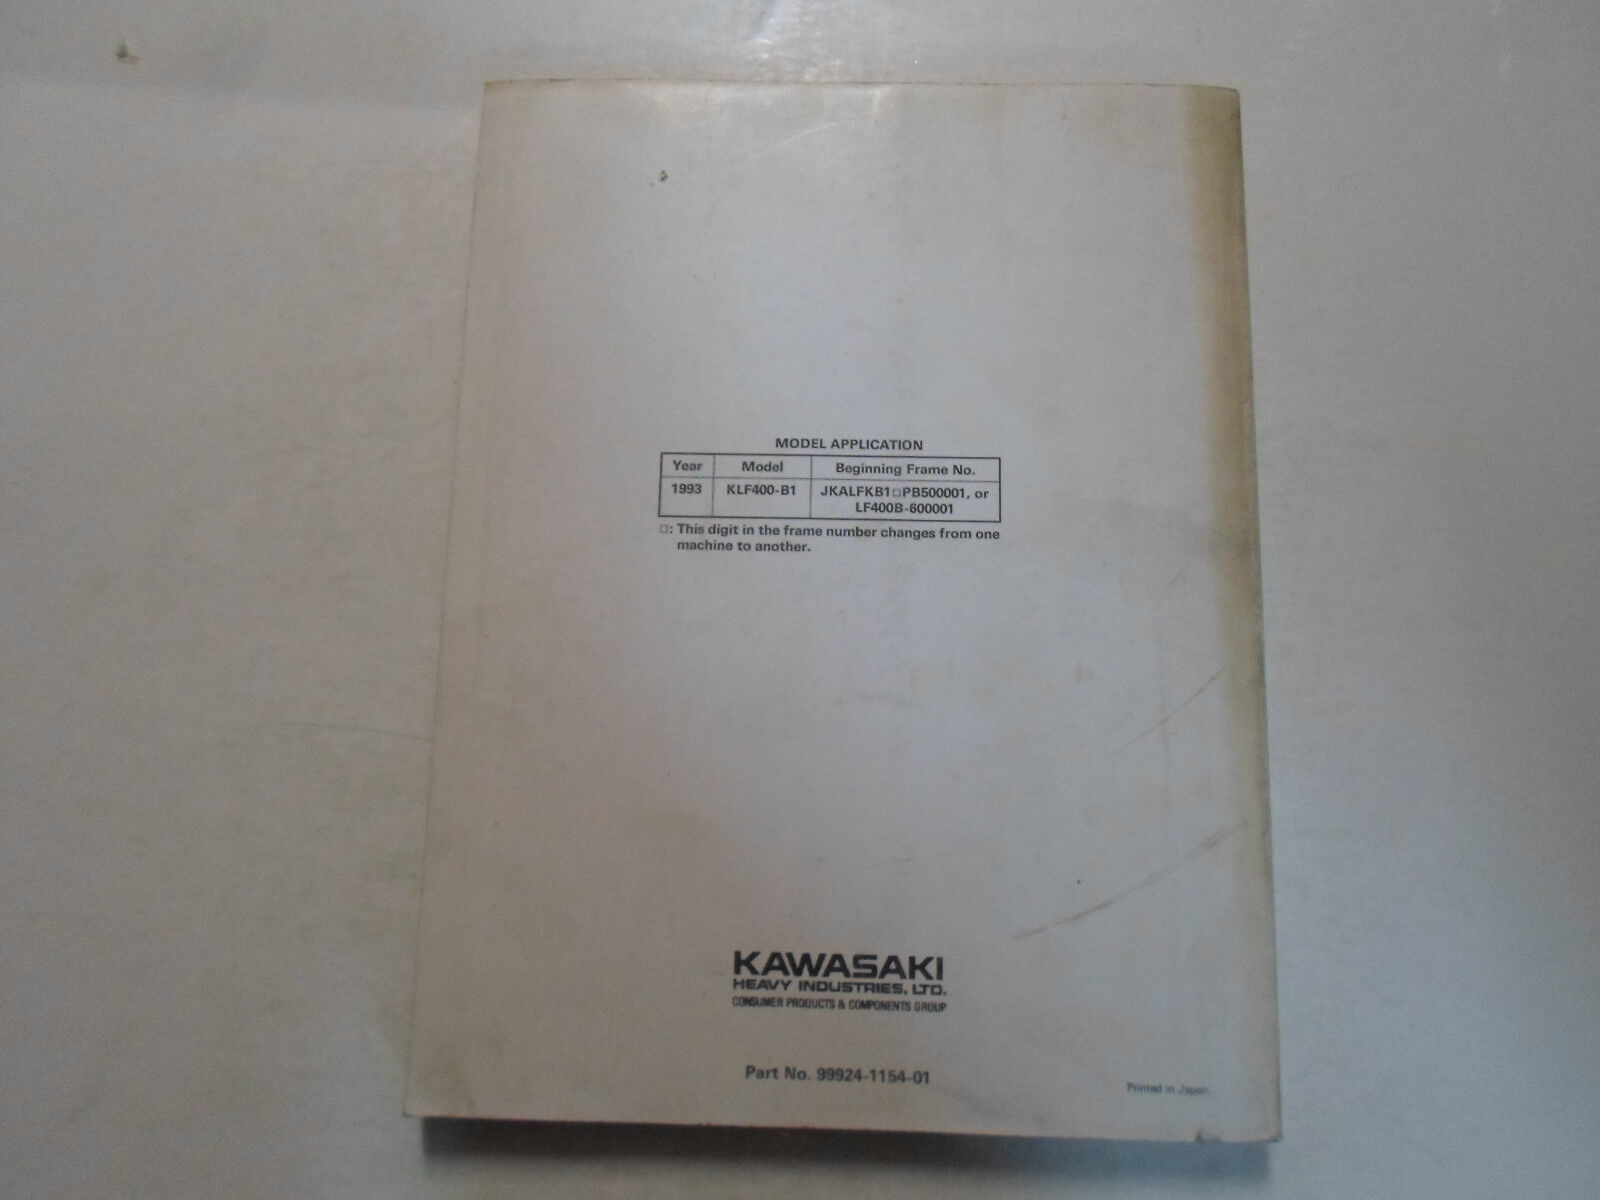 MODEL APPLICATION
Year Model Beginning Frame No.
1993 KLF400-B1 JKALFKB1□PB500001, or
LF400B-600001
□: This digit in the frame number changes from one
machine to another.
KAWASAKI
HEAVY INDUSTRIES, LTD.
CONSUMER PRODUCTS & COMPONENTS GROUP
Part No. 99924-1154-01
Printed in Japan.